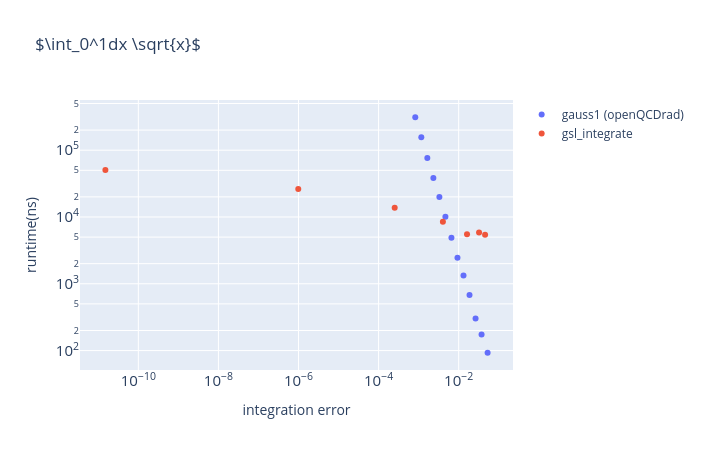 $\int_0^1dx \sqrt{x}$
gauss1 (openQCDrad)
gsl_integrate
runtime(ns)
5
2
10^5
5
2
10^4
5
2
10^3
5
2
10^2
10^−10 10^−8 10^−6 10^−4 10^−2
integration error